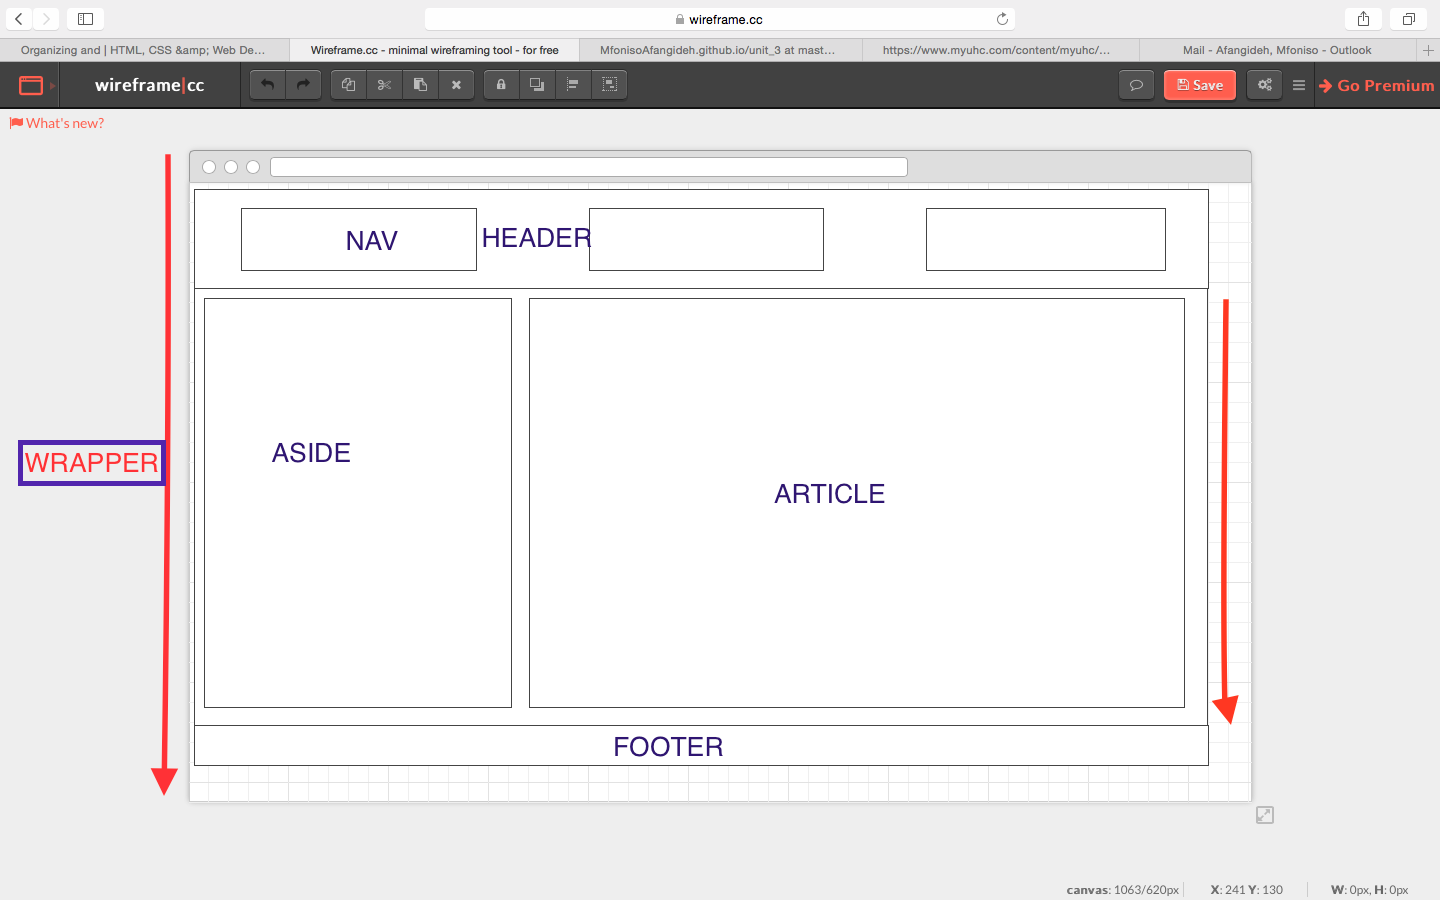 wireframe.cc
Organizing and | HTML, CSS &amp; Web De...
Wireframe.cc - minimal wireframing tool - for free
MfonisoAfangideh.github.io/unit_3 at mast...
https://www.myuhc.com/content/myuhc/...
Mail - Afangideh, Mfoniso - Outlook
wireframe|cc
Save
Go Premium
What's new?
NAV
HEADER
WRAPPER
ASIDE
ARTICLE
FOOTER
canvas: 1063/620px
X: 241 Y: 130
W: 0px, H: 0px